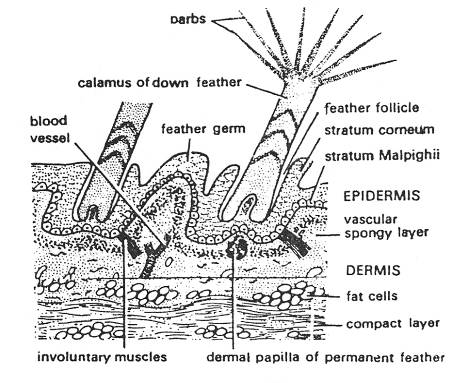 barbs
calamus of down feather
feather follicle
blood
vessel
feather germ
stratum corneum
stratum Malpighii
EPIDERMIS
vascular
spongy layer
DERMIS
fat cells
compact layer
involuntary muscles
dermal papilla of permanent feather